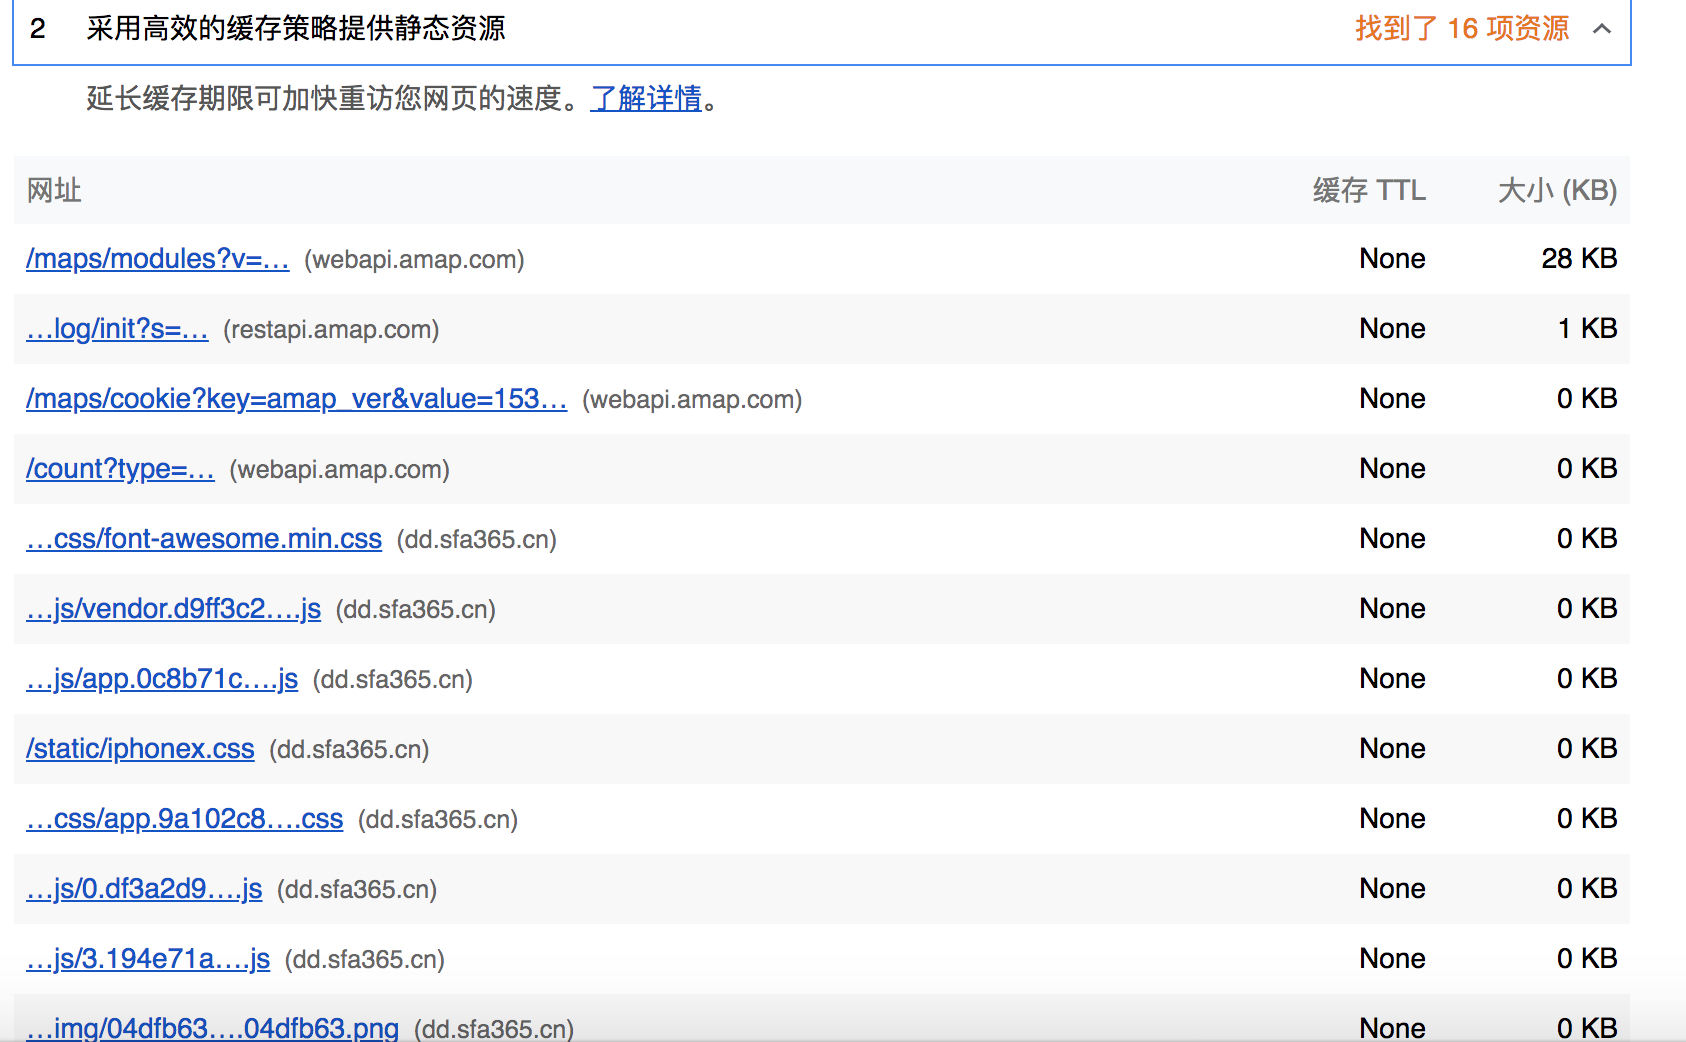 2 采用高效的缓存策略提供静态资源 找到了 16 项资源
延长缓存期限可加快重访您网页的速度。了解详情。
网址 缓存 TTL 大小 (KB)
/maps/modules?v=… (webapi.amap.com) None 28 KB
…log/init?s=… (restapi.amap.com) None 1 KB
/maps/cookie?key=amap_ver&value=153… (webapi.amap.com) None 0 KB
/count?type=… (webapi.amap.com) None 0 KB
…css/font-awesome.min.css (dd.sfa365.cn) None 0 KB
…js/vendor.d9ff3c2….js (dd.sfa365.cn) None 0 KB
…js/app.0c8b71c….js (dd.sfa365.cn) None 0 KB
/static/iphonex.css (dd.sfa365.cn) None 0 KB
…css/app.9a102c8….css (dd.sfa365.cn) None 0 KB
…js/0.df3a2d9….js (dd.sfa365.cn) None 0 KB
…js/3.194e71a….js (dd.sfa365.cn) None 0 KB
…img/04dfb63….04dfb63.png (dd.sfa365.cn) None 0 KB